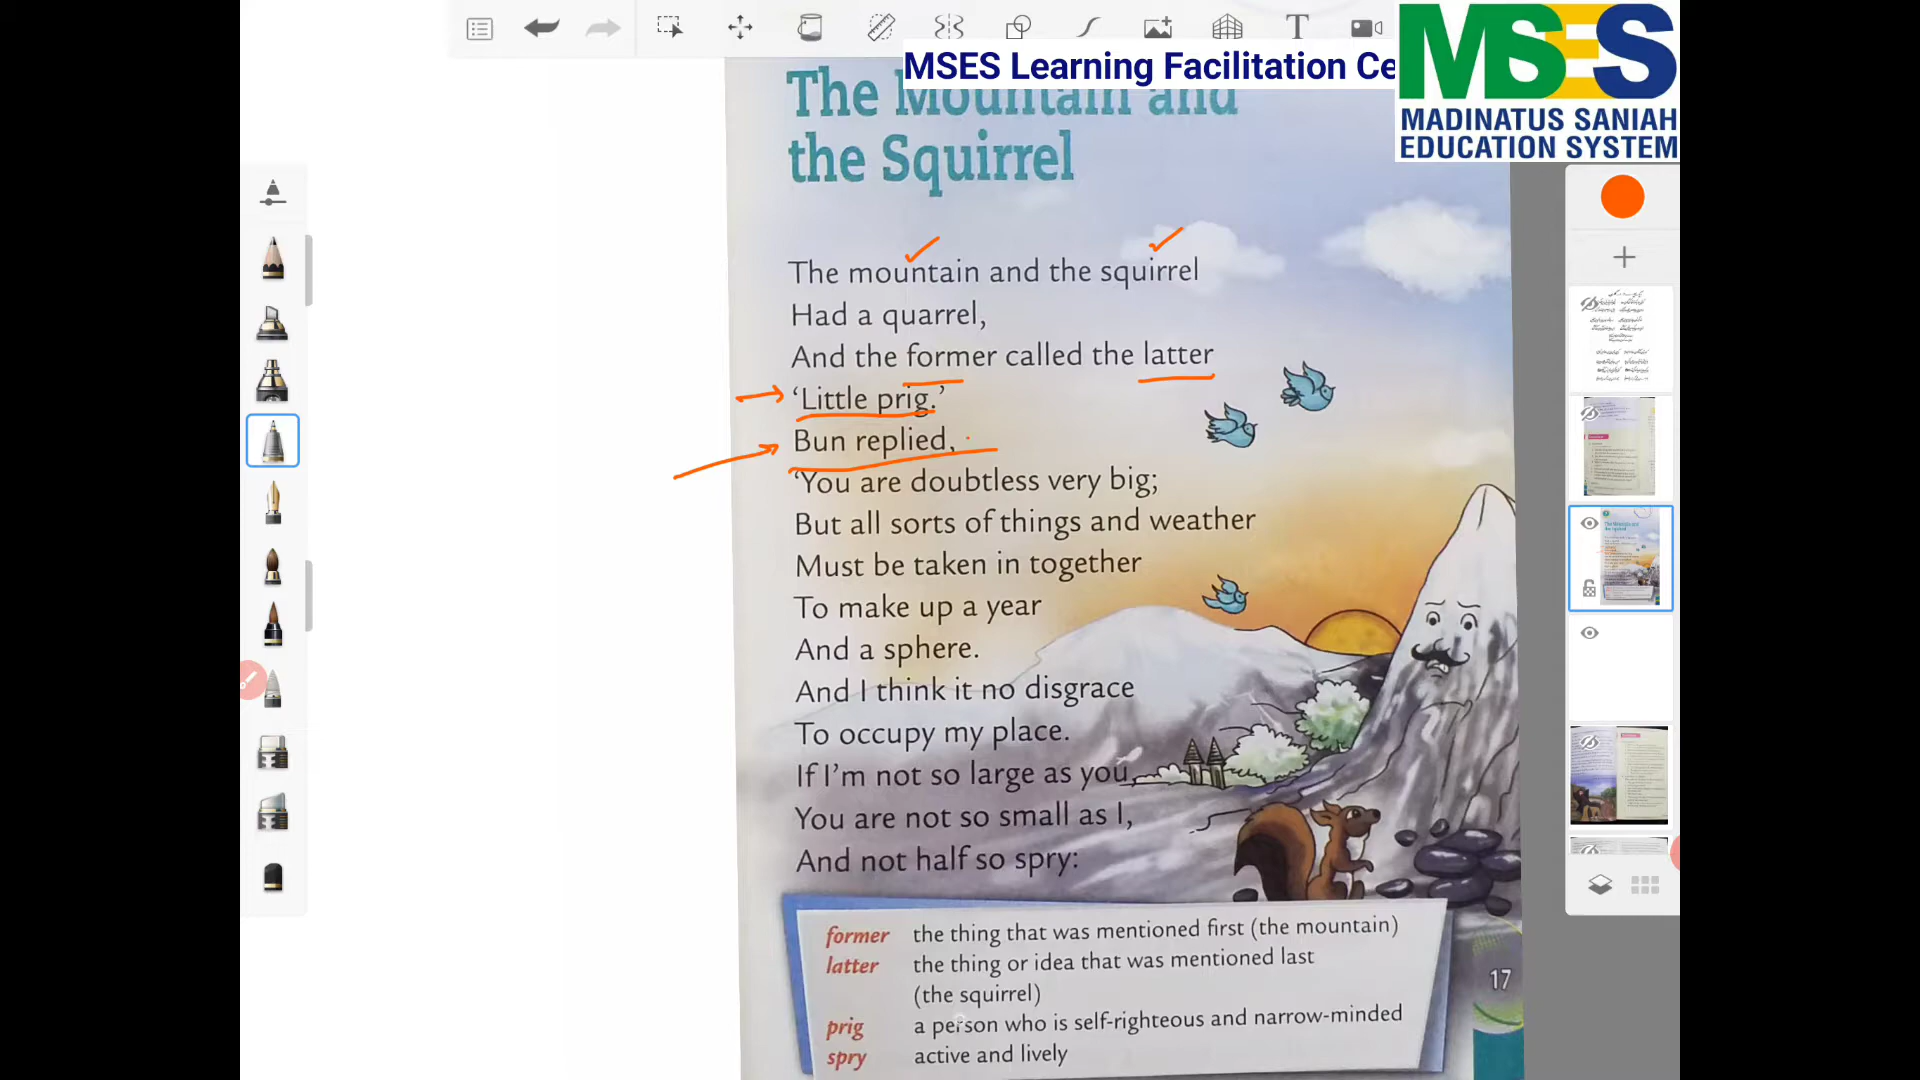 MSES Learning Facilitation Ce
MSES
MADINATUS SANIAH
EDUCATION SYSTEM
The Mountain and
the Squirrel
The mountain and the squirrel
Had a quarrel,
And the former called the latter
‘Little prig.’
Bun replied,
‘You are doubtless very big;
But all sorts of things and weather
Must be taken in together
To make up a year
And a sphere.
And I think it no disgrace
To occupy my place.
If I’m not so large as you,
You are not so small as I,
And not half so spry:
former the thing that was mentioned first (the mountain)
latter the thing or idea that was mentioned last
(the squirrel)
prig a person who is self-righteous and narrow-minded
spry active and lively
17